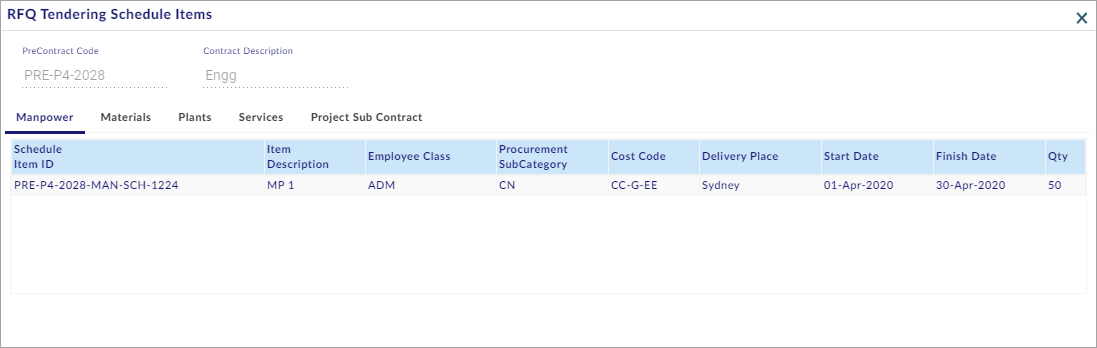 RFQ Tendering Schedule Items
PreContract Code Contract Description
PRE-P4-2028 Engg
Manpower Materials Plants Services Project Sub Contract
Schedule Item ID Item Description Employee Class Procurement SubCategory Cost Code Delivery Place Start Date Finish Date Qty
PRE-P4-2028-MAN-SCH-1224 MP 1 ADM CN CC-G-EE Sydney 01-Apr-2020 30-Apr-2020 50